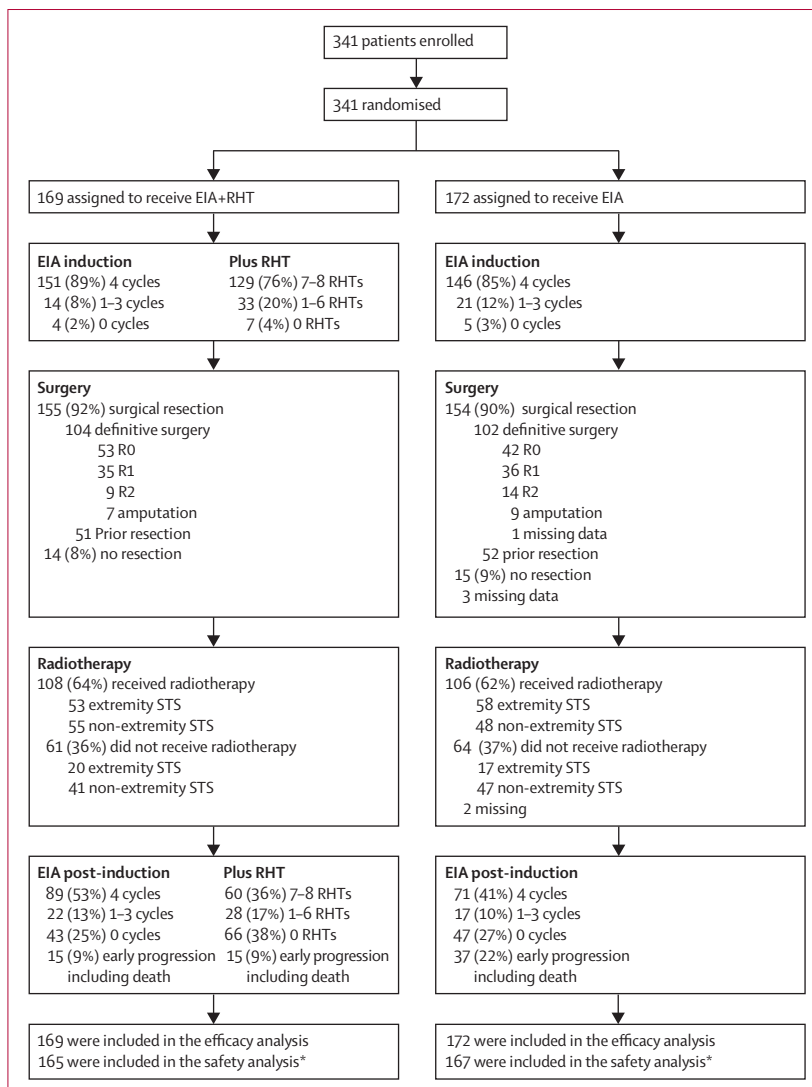 341 patients enrolled
341 randomised
169 assigned to receive EIA+RHT
EIA induction
151 (89%) 4 cycles
14 (8%) 1–3 cycles
4 (2%) 0 cycles
Plus RHT
129 (76%) 7–8 RHTs
33 (20%) 1–6 RHTs
7 (4%) 0 RHTs
Surgery
155 (92%) surgical resection
104 definitive surgery
53 R0
35 R1
9 R2
7 amputation
51 Prior resection
14 (8%) no resection
Radiotherapy
108 (64%) received radiotherapy
53 extremity STS
55 non-extremity STS
61 (36%) did not receive radiotherapy
20 extremity STS
41 non-extremity STS
EIA post-induction
89 (53%) 4 cycles
22 (13%) 1–3 cycles
43 (25%) 0 cycles
15 (9%) early progression
including death
Plus RHT
60 (36%) 7–8 RHTs
28 (17%) 1–6 RHTs
66 (38%) 0 RHTs
15 (9%) early progression
including death
169 were included in the efficacy analysis
165 were included in the safety analysis*
172 assigned to receive EIA
EIA induction
146 (85%) 4 cycles
21 (12%) 1–3 cycles
5 (3%) 0 cycles
Surgery
154 (90%) surgical resection
102 definitive surgery
42 R0
36 R1
14 R2
9 amputation
1 missing data
52 prior resection
15 (9%) no resection
3 missing data
Radiotherapy
106 (62%) received radiotherapy
58 extremity STS
48 non-extremity STS
64 (37%) did not receive radiotherapy
17 extremity STS
47 non-extremity STS
2 missing
EIA post-induction
71 (41%) 4 cycles
17 (10%) 1–3 cycles
47 (27%) 0 cycles
37 (22%) early progression
including death
172 were included in the efficacy analysis
167 were included in the safety analysis*